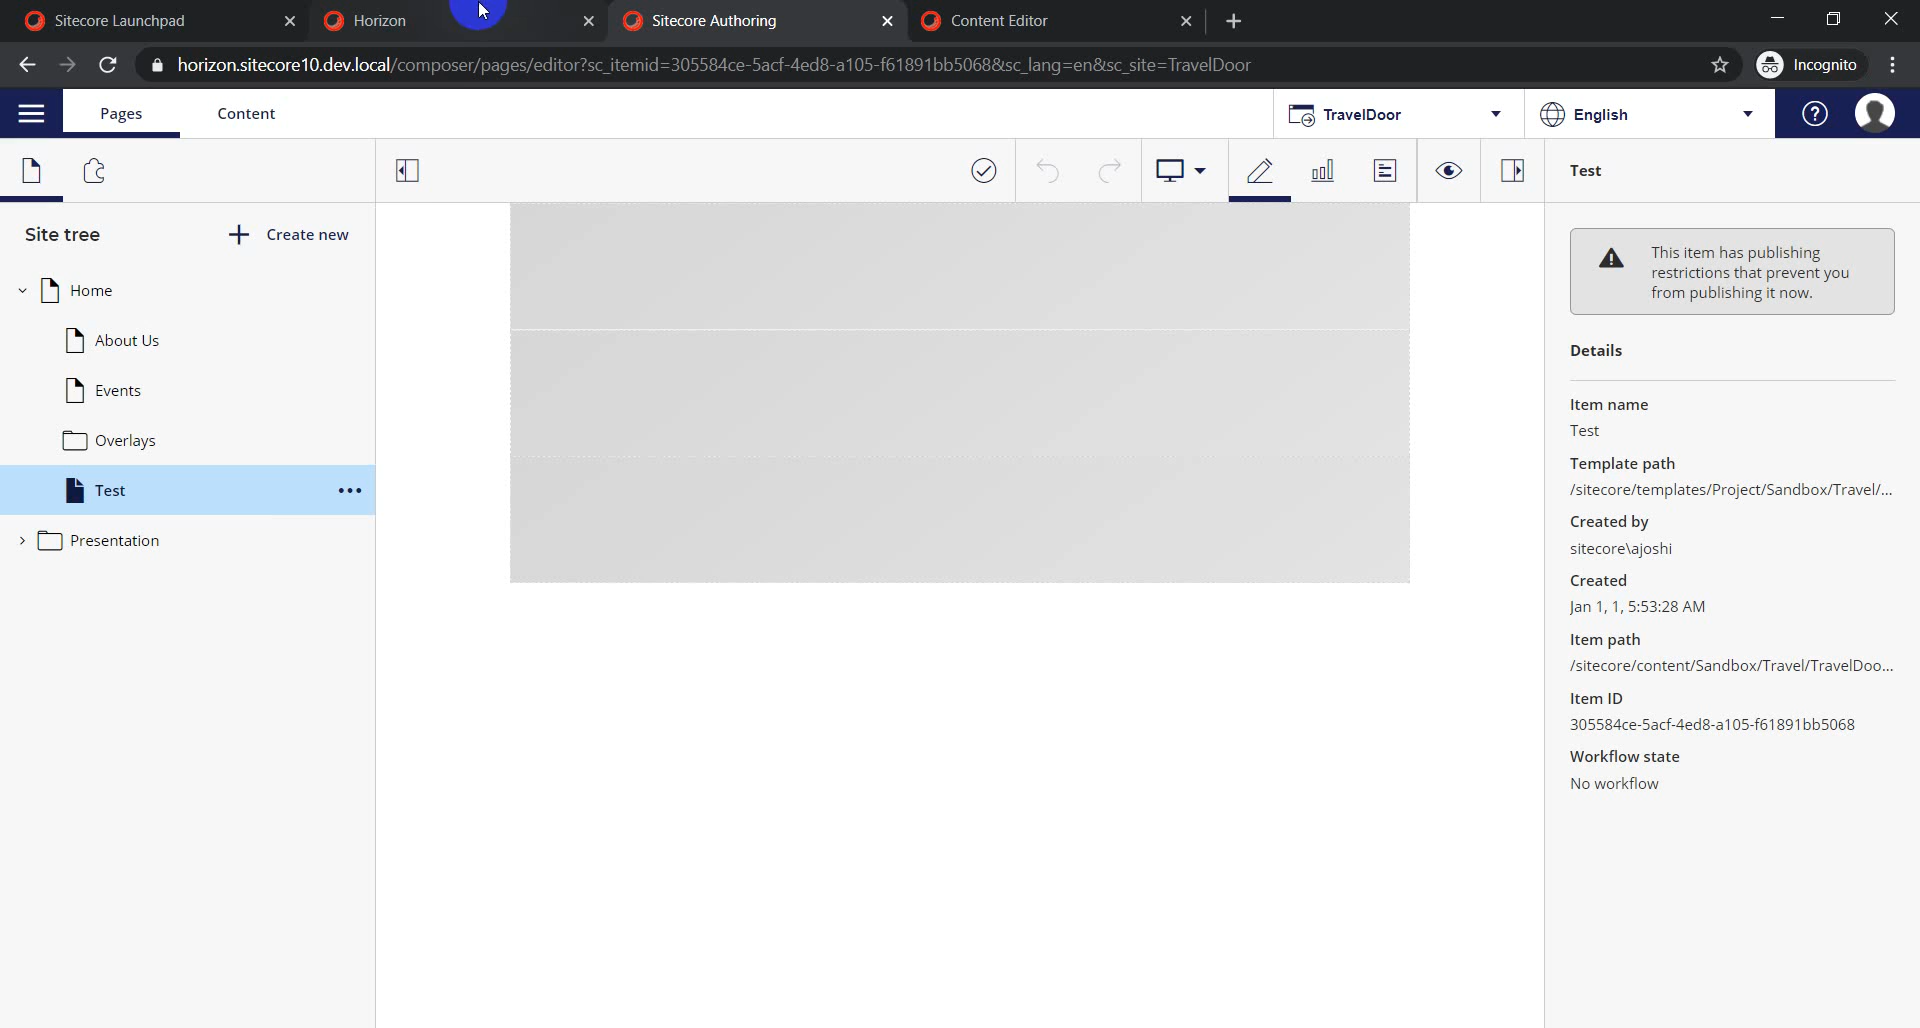 Sitecore Launchpad
Horizon
Sitecore Authoring
Content Editor
horizon.sitecore10.dev.local/composer/pages/editor?sc_itemid=305584ce-5acf-4ed8-a105-f61891bb5068&sc_lang=en&sc_site=TravelDoor
Incognito
Pages
Content
TravelDoor
English
Test
Site tree
Create new
Home
About Us
Events
Overlays
Test
Presentation
This item has publishing
restrictions that prevent you
from publishing it now.
Details
Item name
Test
Template path
/sitecore/templates/Project/Sandbox/Travel/...
Created by
sitecore\ajoshi
Created
Jan 1, 1, 5:53:28 AM
Item path
/sitecore/content/Sandbox/Travel/TravelDoo...
Item ID
305584ce-5acf-4ed8-a105-f61891bb5068
Workflow state
No workflow